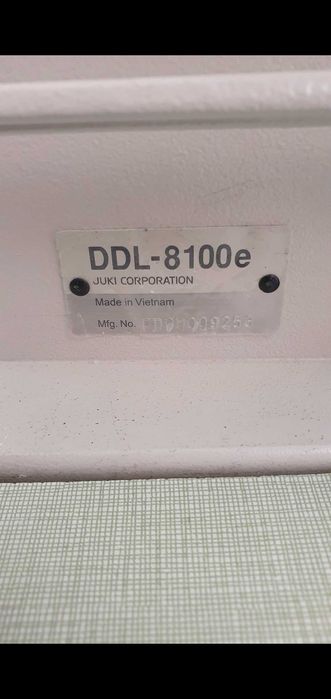 DDL-8100e
JUKI CORPORATION
Made in Vietnam
Mfg. No.